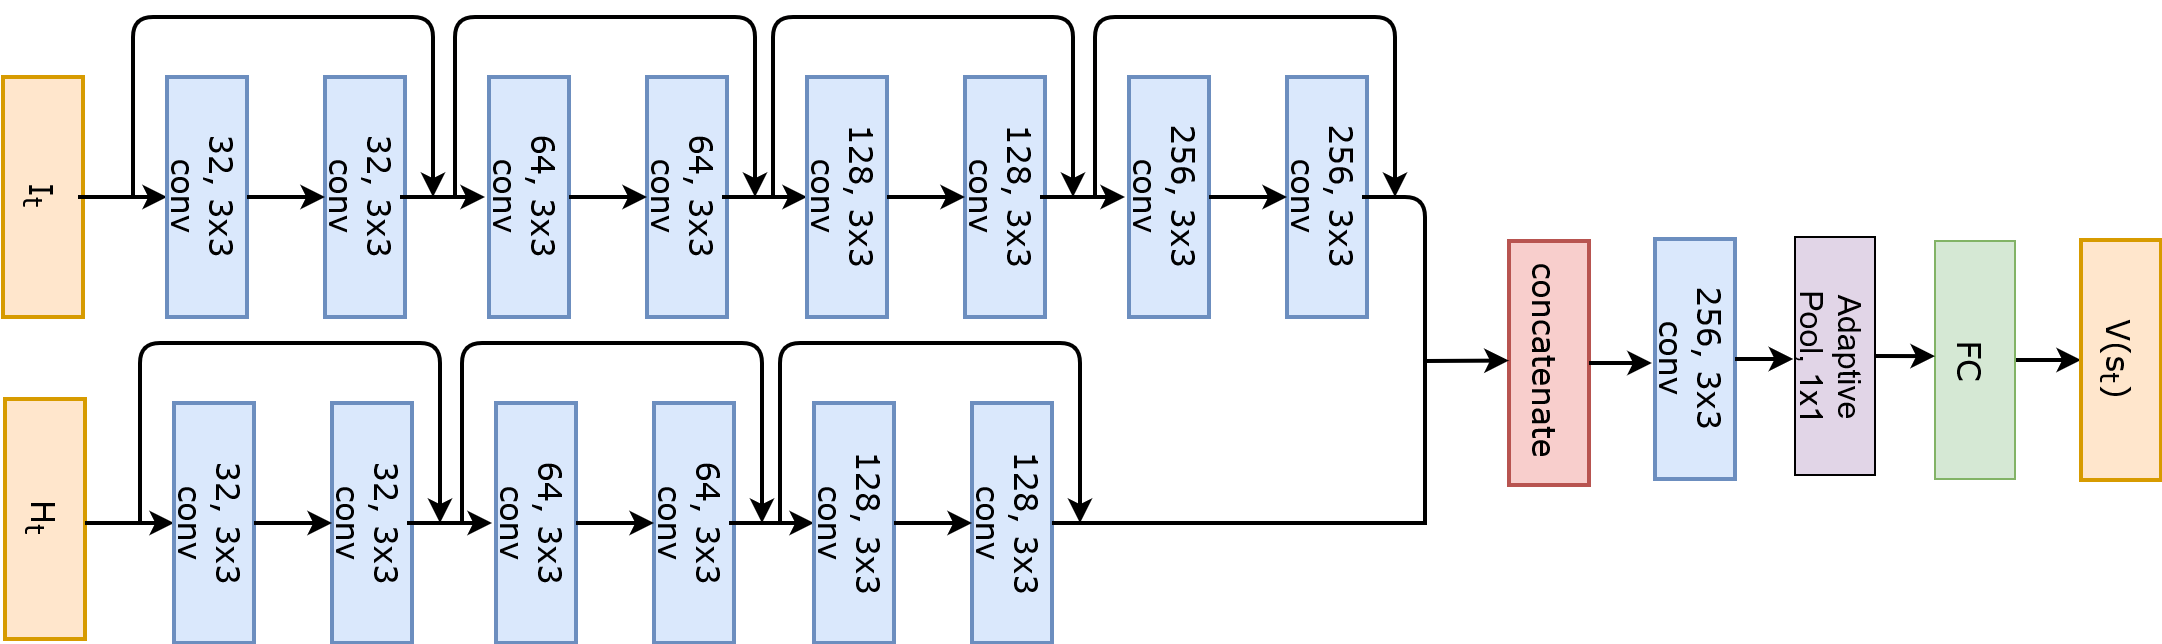 I_t
32, 3x3
conv
32, 3x3
conv
64, 3x3
conv
64, 3x3
conv
128, 3x3
conv
128, 3x3
conv
256, 3x3
conv
256, 3x3
conv
H_t
32, 3x3
conv
32, 3x3
conv
64, 3x3
conv
64, 3x3
conv
128, 3x3
conv
128, 3x3
conv
concatenate
256, 3x3
conv
Adaptive
Pool, 1x1
FC
V(s_t)